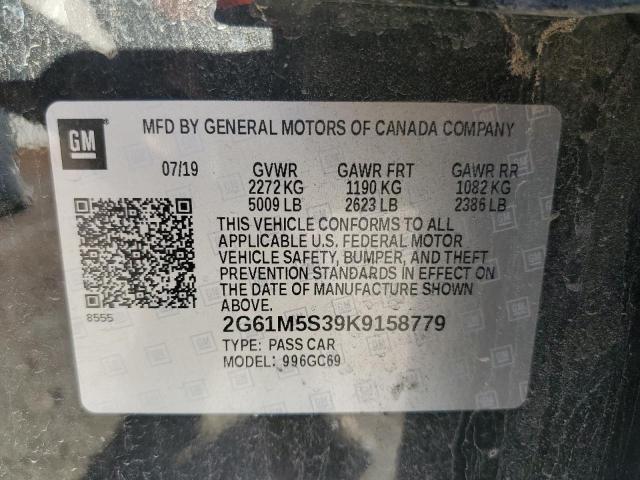 GM
MFD BY GENERAL MOTORS OF CANADA COMPANY
07/19 GVWR GAWR FRT GAWR RR
2272 KG 1190 KG 1082 KG
5009 LB 2623 LB 2386 LB
THIS VEHICLE CONFORMS TO ALL
APPLICABLE U.S. FEDERAL MOTOR
VEHICLE SAFETY, BUMPER, AND THEFT
PREVENTION STANDARDS IN EFFECT ON
THE DATE OF MANUFACTURE SHOWN
ABOVE.
8555
2G61M5S39K9158779
TYPE: PASS CAR
MODEL: 996GC69